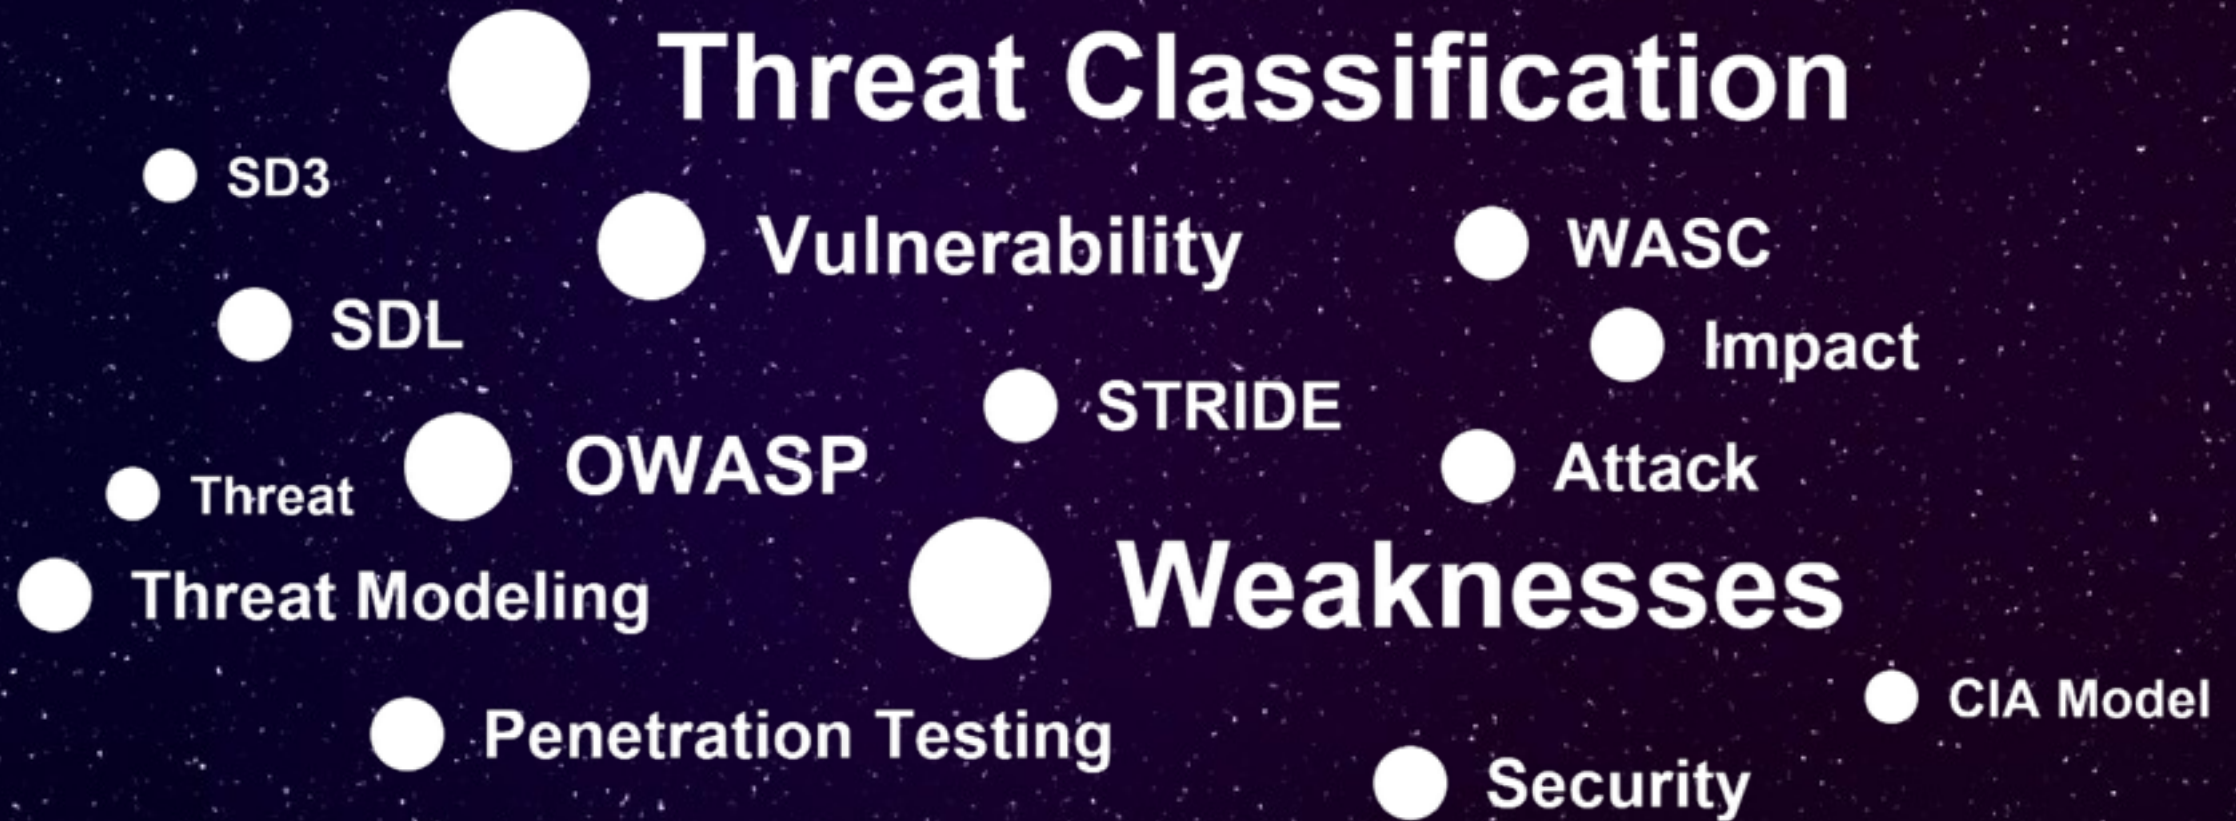 Threat Classification
SD3
Vulnerability
WASC
SDL
Impact
STRIDE
OWASP
Attack
Threat
Weaknesses
Threat Modeling
CIA Model
Penetration Testing
Security